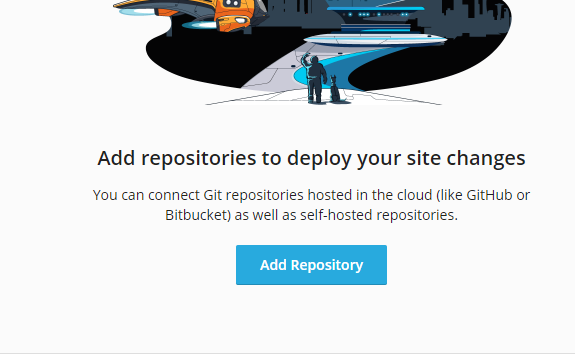 Add repositories to deploy your site changes
You can connect Git repositories hosted in the cloud (like GitHub or
Bitbucket) as well as self-hosted repositories.
Add Repository